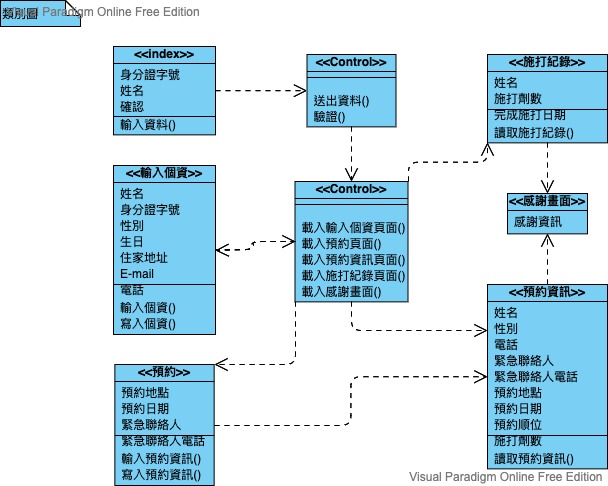 類別圖
Visual Paradigm Online Free Edition
<<index>>
身分證字號
姓名
確認
輸入資料()
<<Control>>
送出資料()
驗證()
<<施打紀錄>>
姓名
施打劑數
完成施打日期
讀取施打紀錄()
<<輸入個資>>
姓名
身分證字號
性別
生日
住家地址
E-mail
電話
輸入個資()
寫入個資()
<<Control>>
載入輸入個資頁面()
載入預約頁面()
載入預約資訊頁面()
載入施打紀錄頁面()
載入感謝畫面()
<<感謝畫面>>
感謝資訊
<<預約>>
預約地點
預約日期
緊急聯絡人
緊急聯絡人電話
輸入預約資訊()
寫入預約資訊()
<<預約資訊>>
姓名
性別
電話
緊急聯絡人
緊急聯絡人電話
預約地點
預約日期
預約順位
施打劑數
讀取預約資訊()
Visual Paradigm Online Free Edition